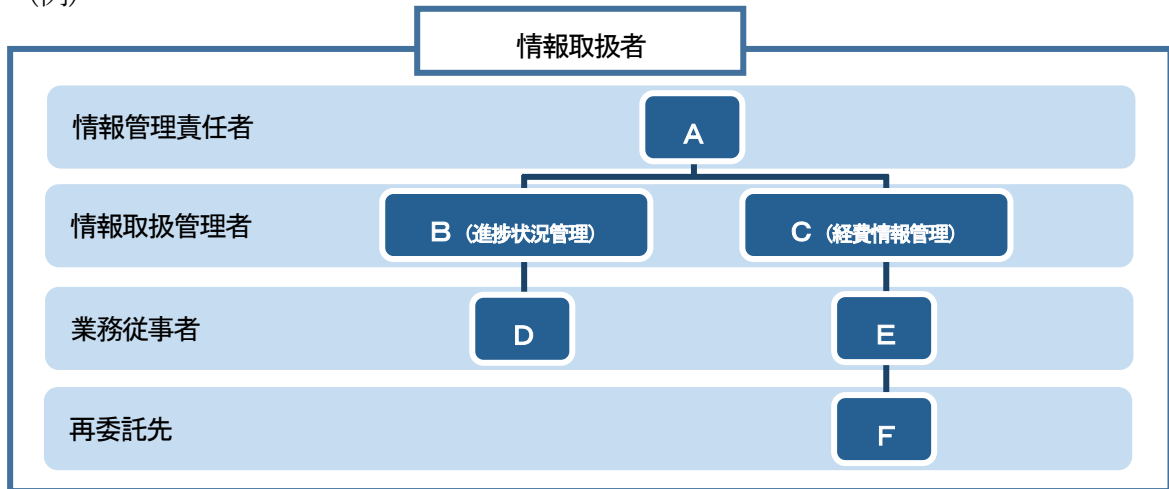 （例）
情報取扱者
情報管理責任者
A
情報取扱管理者
B（進捗状況管理）
C（経費情報管理）
業務従事者
D
E
再委託先
F